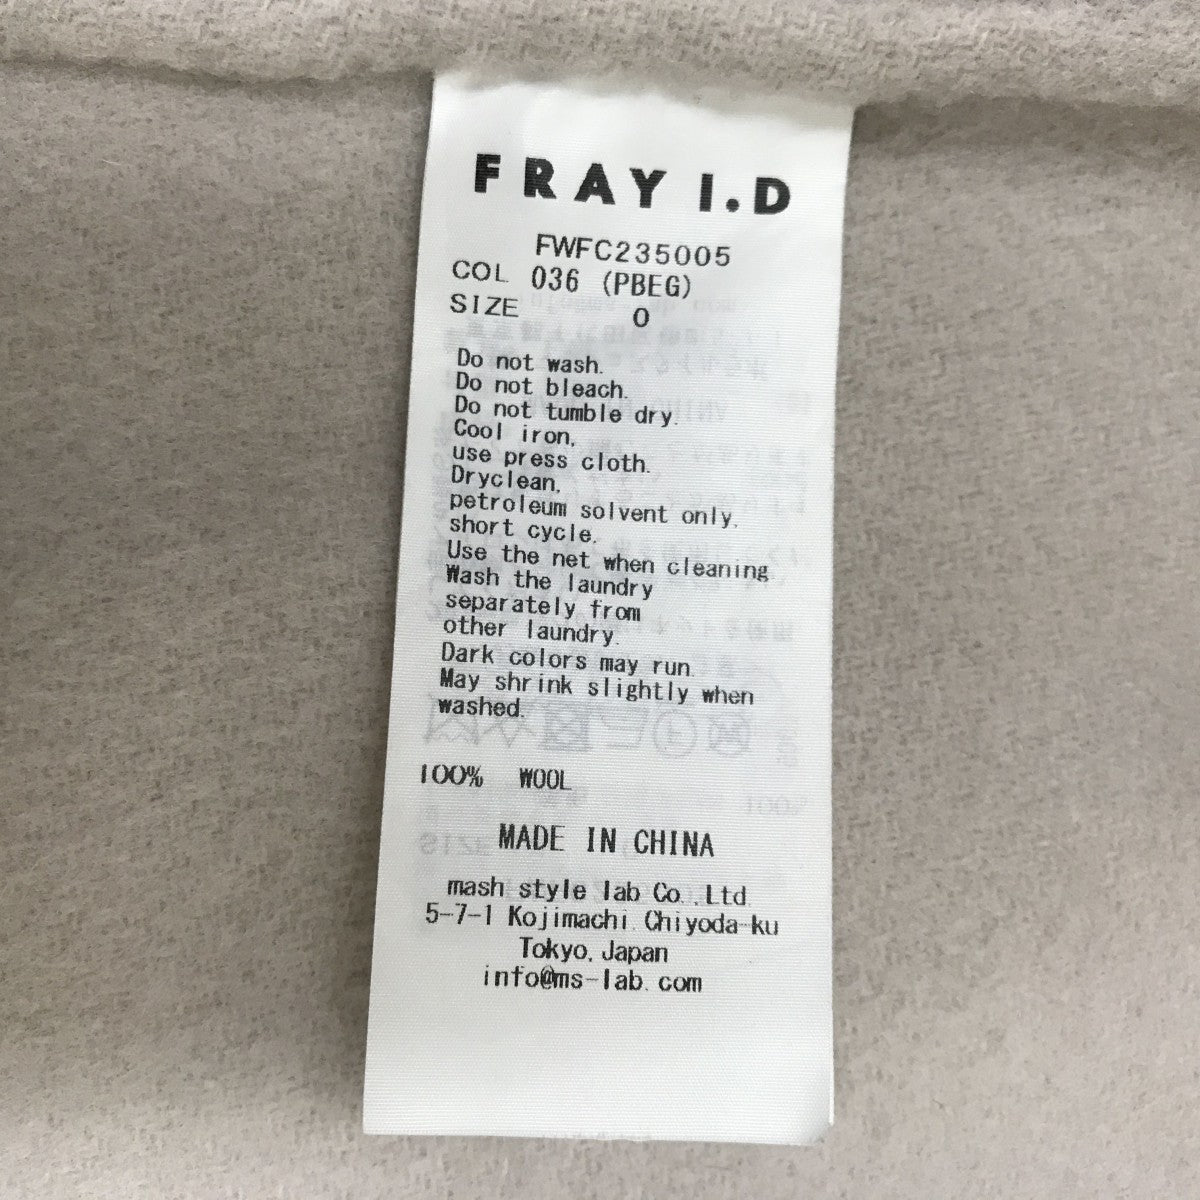 FRAY I.D
FWFC235005
COL 036 (PBEG)
SIZE 0
Do not wash.
Do not bleach.
Do not tumble dry.
Cool iron,
use press cloth.
Dryclean,
petroleum solvent only,
short cycle.
Use the net when cleaning
Wash the laundry
separately from
other laundry.
Dark colors may run.
May shrink slightly when
washed.
100% WOOL
MADE IN CHINA
mash style lab Co.,Ltd.
5-7-1 Kojimachi.Chiyoda-ku
Tokyo, Japan
info@ms-lab.com